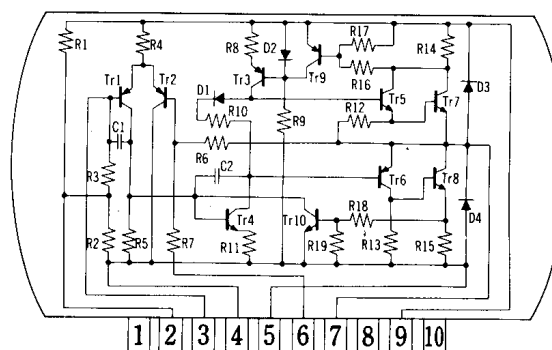 R1 R4 R8 D2 R17 R14
Tr1 Tr2 Tr3 Tr9 R16 D3
D1 R10 R12 Tr5 Tr7
C1 R6 R9
R3 C2 Tr6 Tr8
R2 R5 R7 Tr4 Tr10 R18 D4
R11 R19 R13 R15
1 2 3 4 5 6 7 8 9 10